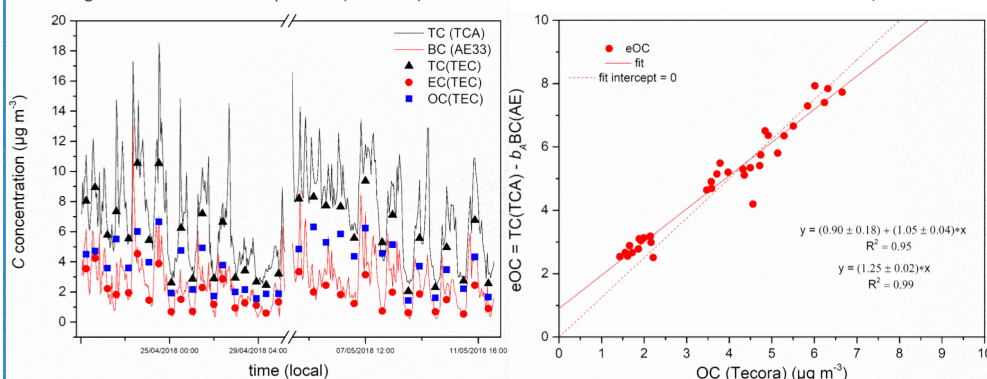 20
18
16
14
12
10
8
6
4
2
0
C concentration (µg m⁻³)
TC (TCA)
BC (AE33)
TC(TEC)
EC(TEC)
OC(TEC)
25/04/2018 00:00
29/04/2018 04:00
07/05/2018 12:00
11/05/2018 16:00
time (local)
10
8
6
4
2
0
eOC = TC(TCA) - bABC(AE)
eOC
fit
fit intercept = 0
y = (0.90 ± 0.18) + (1.05 ± 0.04)*x
R² = 0.95
y = (1.25 ± 0.02)*x
R² = 0.99
0 1 2 3 4 5 6 7 8 9 10
OC (Tecora) (µg m⁻³)